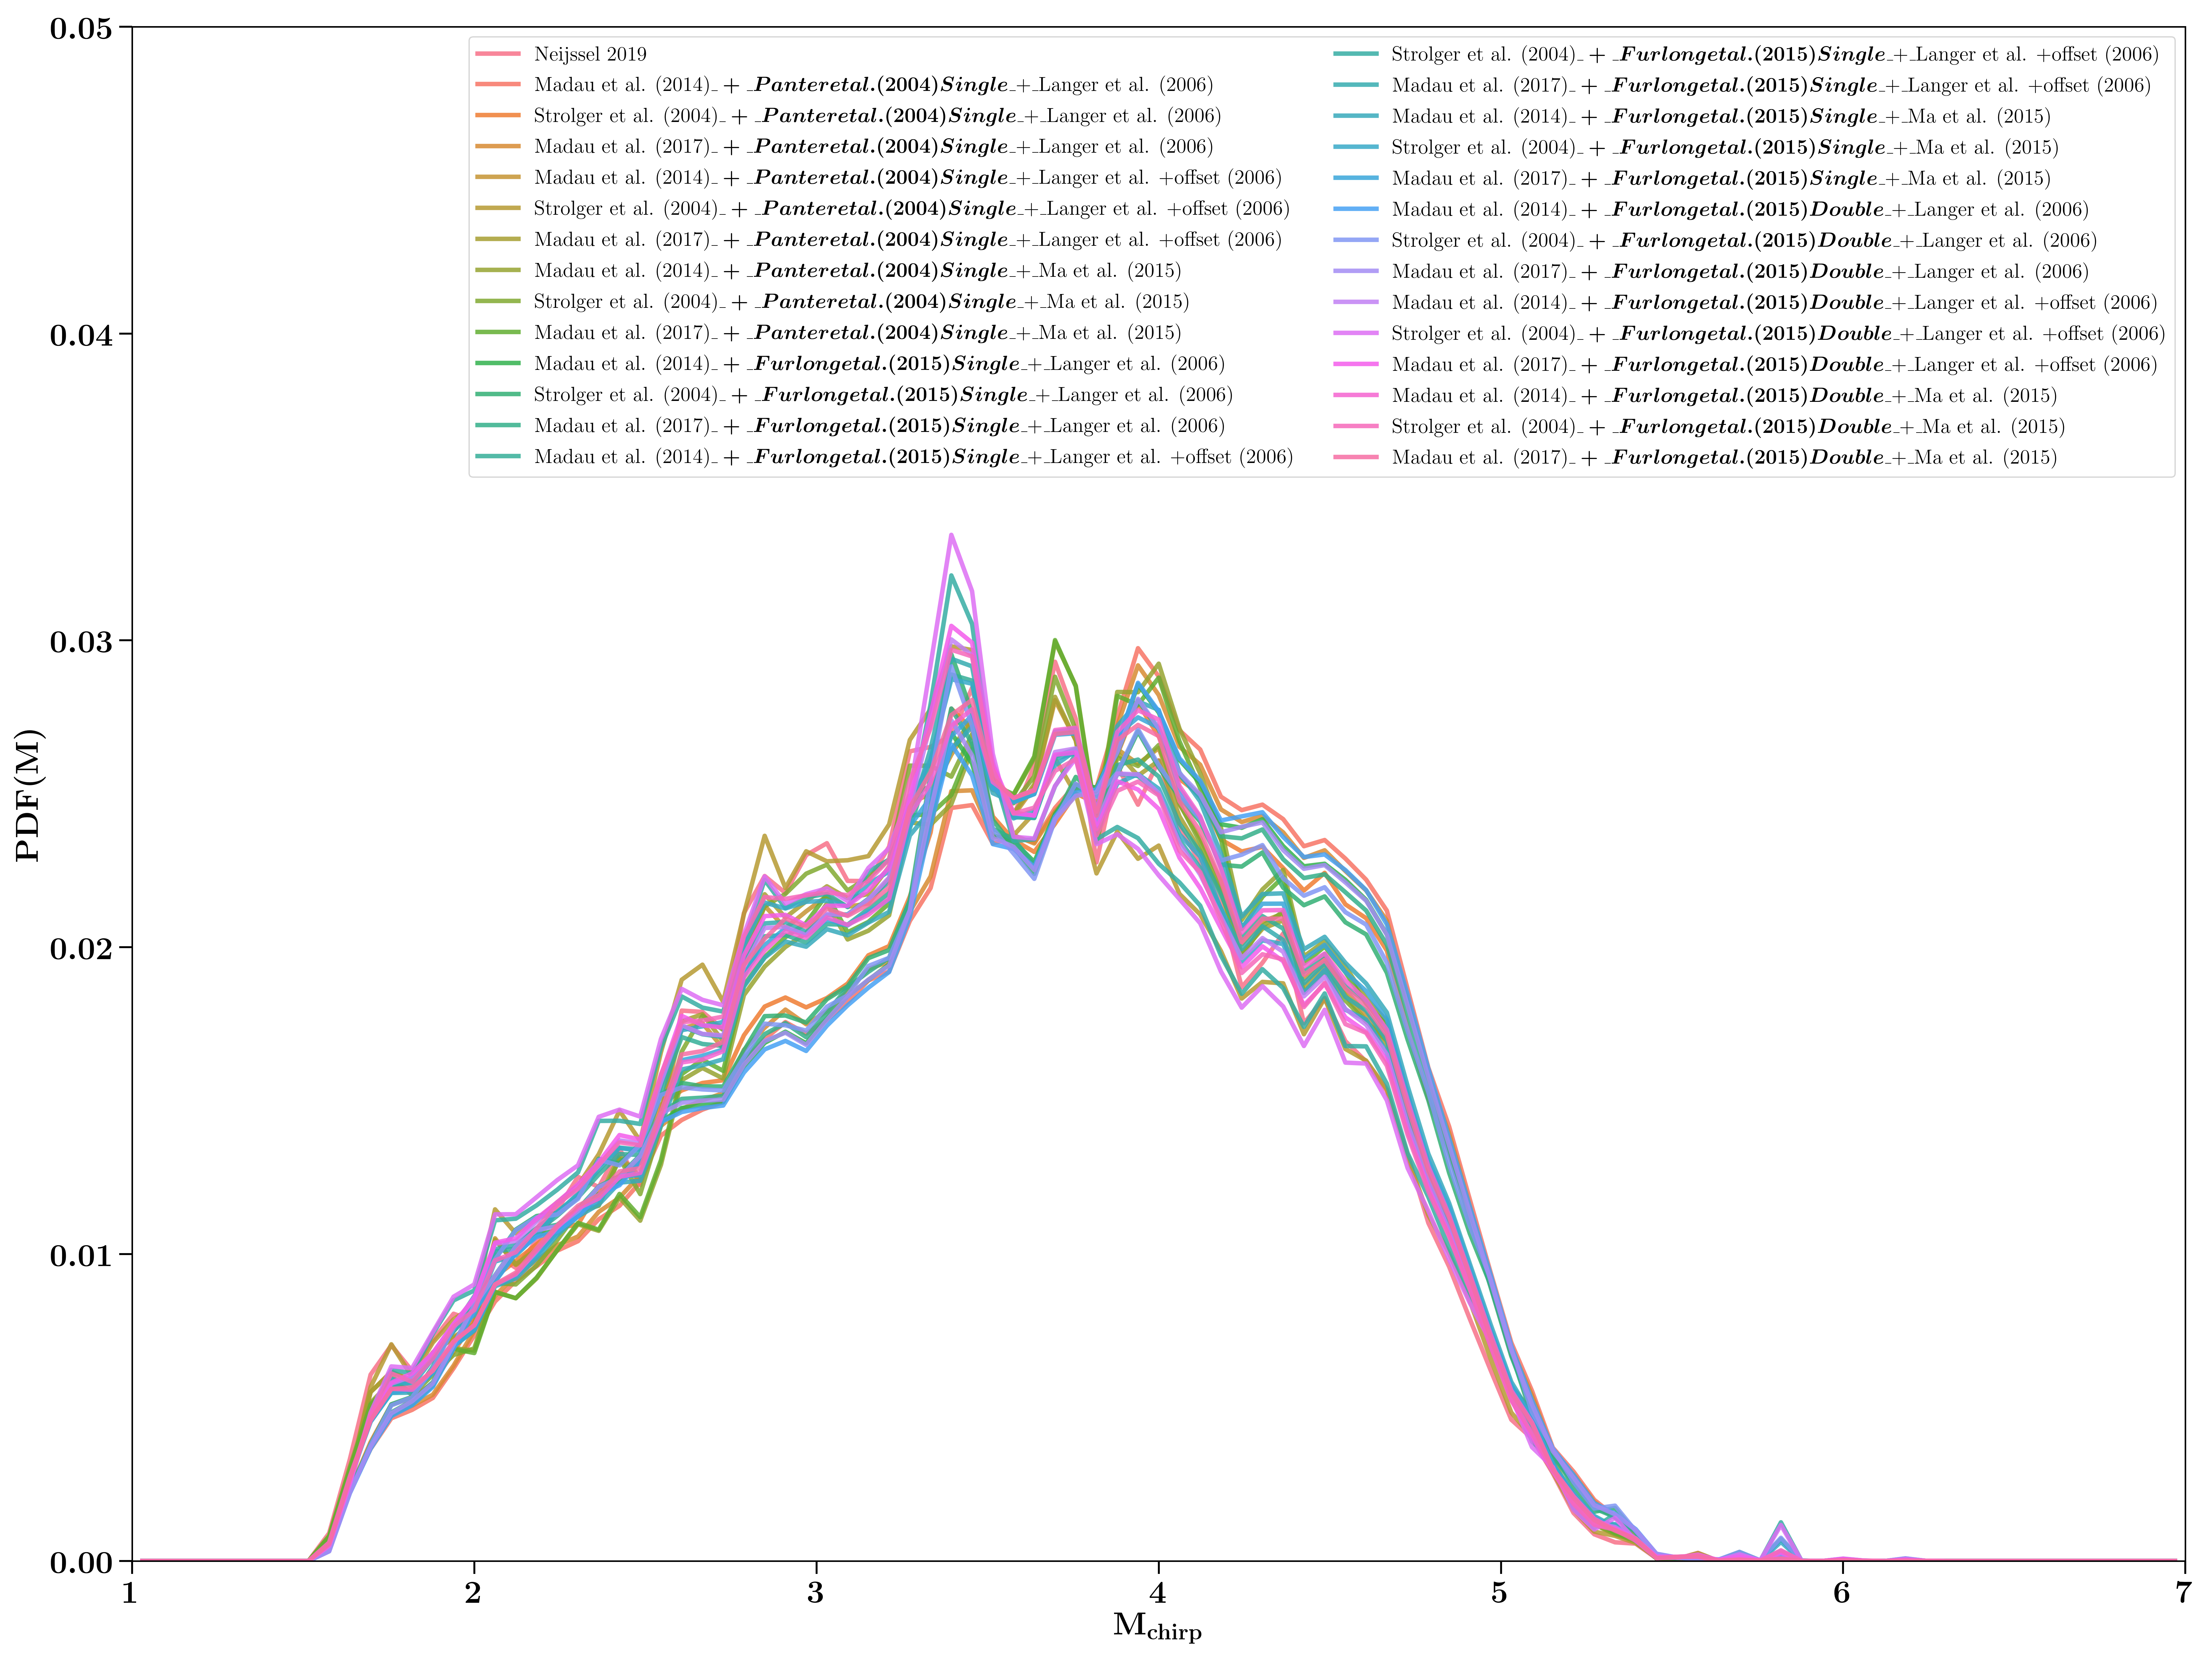 0.05
0.04
0.03
0.02
0.01
0.00
PDF(M)
1 2 3 4 5 6 7
M_chirp
Neijssel 2019
Madau et al. (2014)_ + _Panteretal.(2004)Single_+_Langer et al. (2006)
Strolger et al. (2004)_ + _Panteretal.(2004)Single_+_Langer et al. (2006)
Madau et al. (2017)_ + _Panteretal.(2004)Single_+_Langer et al. (2006)
Madau et al. (2014)_ + _Panteretal.(2004)Single_+_Langer et al. +offset (2006)
Strolger et al. (2004)_ + _Panteretal.(2004)Single_+_Langer et al. +offset (2006)
Madau et al. (2017)_ + _Panteretal.(2004)Single_+_Langer et al. +offset (2006)
Madau et al. (2014)_ + _Panteretal.(2004)Single_+_Ma et al. (2015)
Strolger et al. (2004)_ + _Panteretal.(2004)Single_+_Ma et al. (2015)
Madau et al. (2017)_ + _Panteretal.(2004)Single_+_Ma et al. (2015)
Madau et al. (2014)_ + _Furlongetal.(2015)Single_+_Langer et al. (2006)
Strolger et al. (2004)_ + _Furlongetal.(2015)Single_+_Langer et al. (2006)
Madau et al. (2017)_ + _Furlongetal.(2015)Single_+_Langer et al. (2006)
Madau et al. (2014)_ + _Furlongetal.(2015)Single_+_Langer et al. +offset (2006)
Strolger et al. (2004)_ + _Furlongetal.(2015)Single_+_Langer et al. +offset (2006)
Madau et al. (2017)_ + _Furlongetal.(2015)Single_+_Langer et al. +offset (2006)
Madau et al. (2014)_ + _Furlongetal.(2015)Single_+_Ma et al. (2015)
Strolger et al. (2004)_ + _Furlongetal.(2015)Single_+_Ma et al. (2015)
Madau et al. (2017)_ + _Furlongetal.(2015)Single_+_Ma et al. (2015)
Madau et al. (2014)_ + _Furlongetal.(2015)Double_+_Langer et al. (2006)
Strolger et al. (2004)_ + _Furlongetal.(2015)Double_+_Langer et al. (2006)
Madau et al. (2017)_ + _Furlongetal.(2015)Double_+_Langer et al. (2006)
Madau et al. (2014)_ + _Furlongetal.(2015)Double_+_Langer et al. +offset (2006)
Strolger et al. (2004)_ + _Furlongetal.(2015)Double_+_Langer et al. +offset (2006)
Madau et al. (2017)_ + _Furlongetal.(2015)Double_+_Langer et al. +offset (2006)
Madau et al. (2014)_ + _Furlongetal.(2015)Double_+_Ma et al. (2015)
Strolger et al. (2004)_ + _Furlongetal.(2015)Double_+_Ma et al. (2015)
Madau et al. (2017)_ + _Furlongetal.(2015)Double_+_Ma et al. (2015)